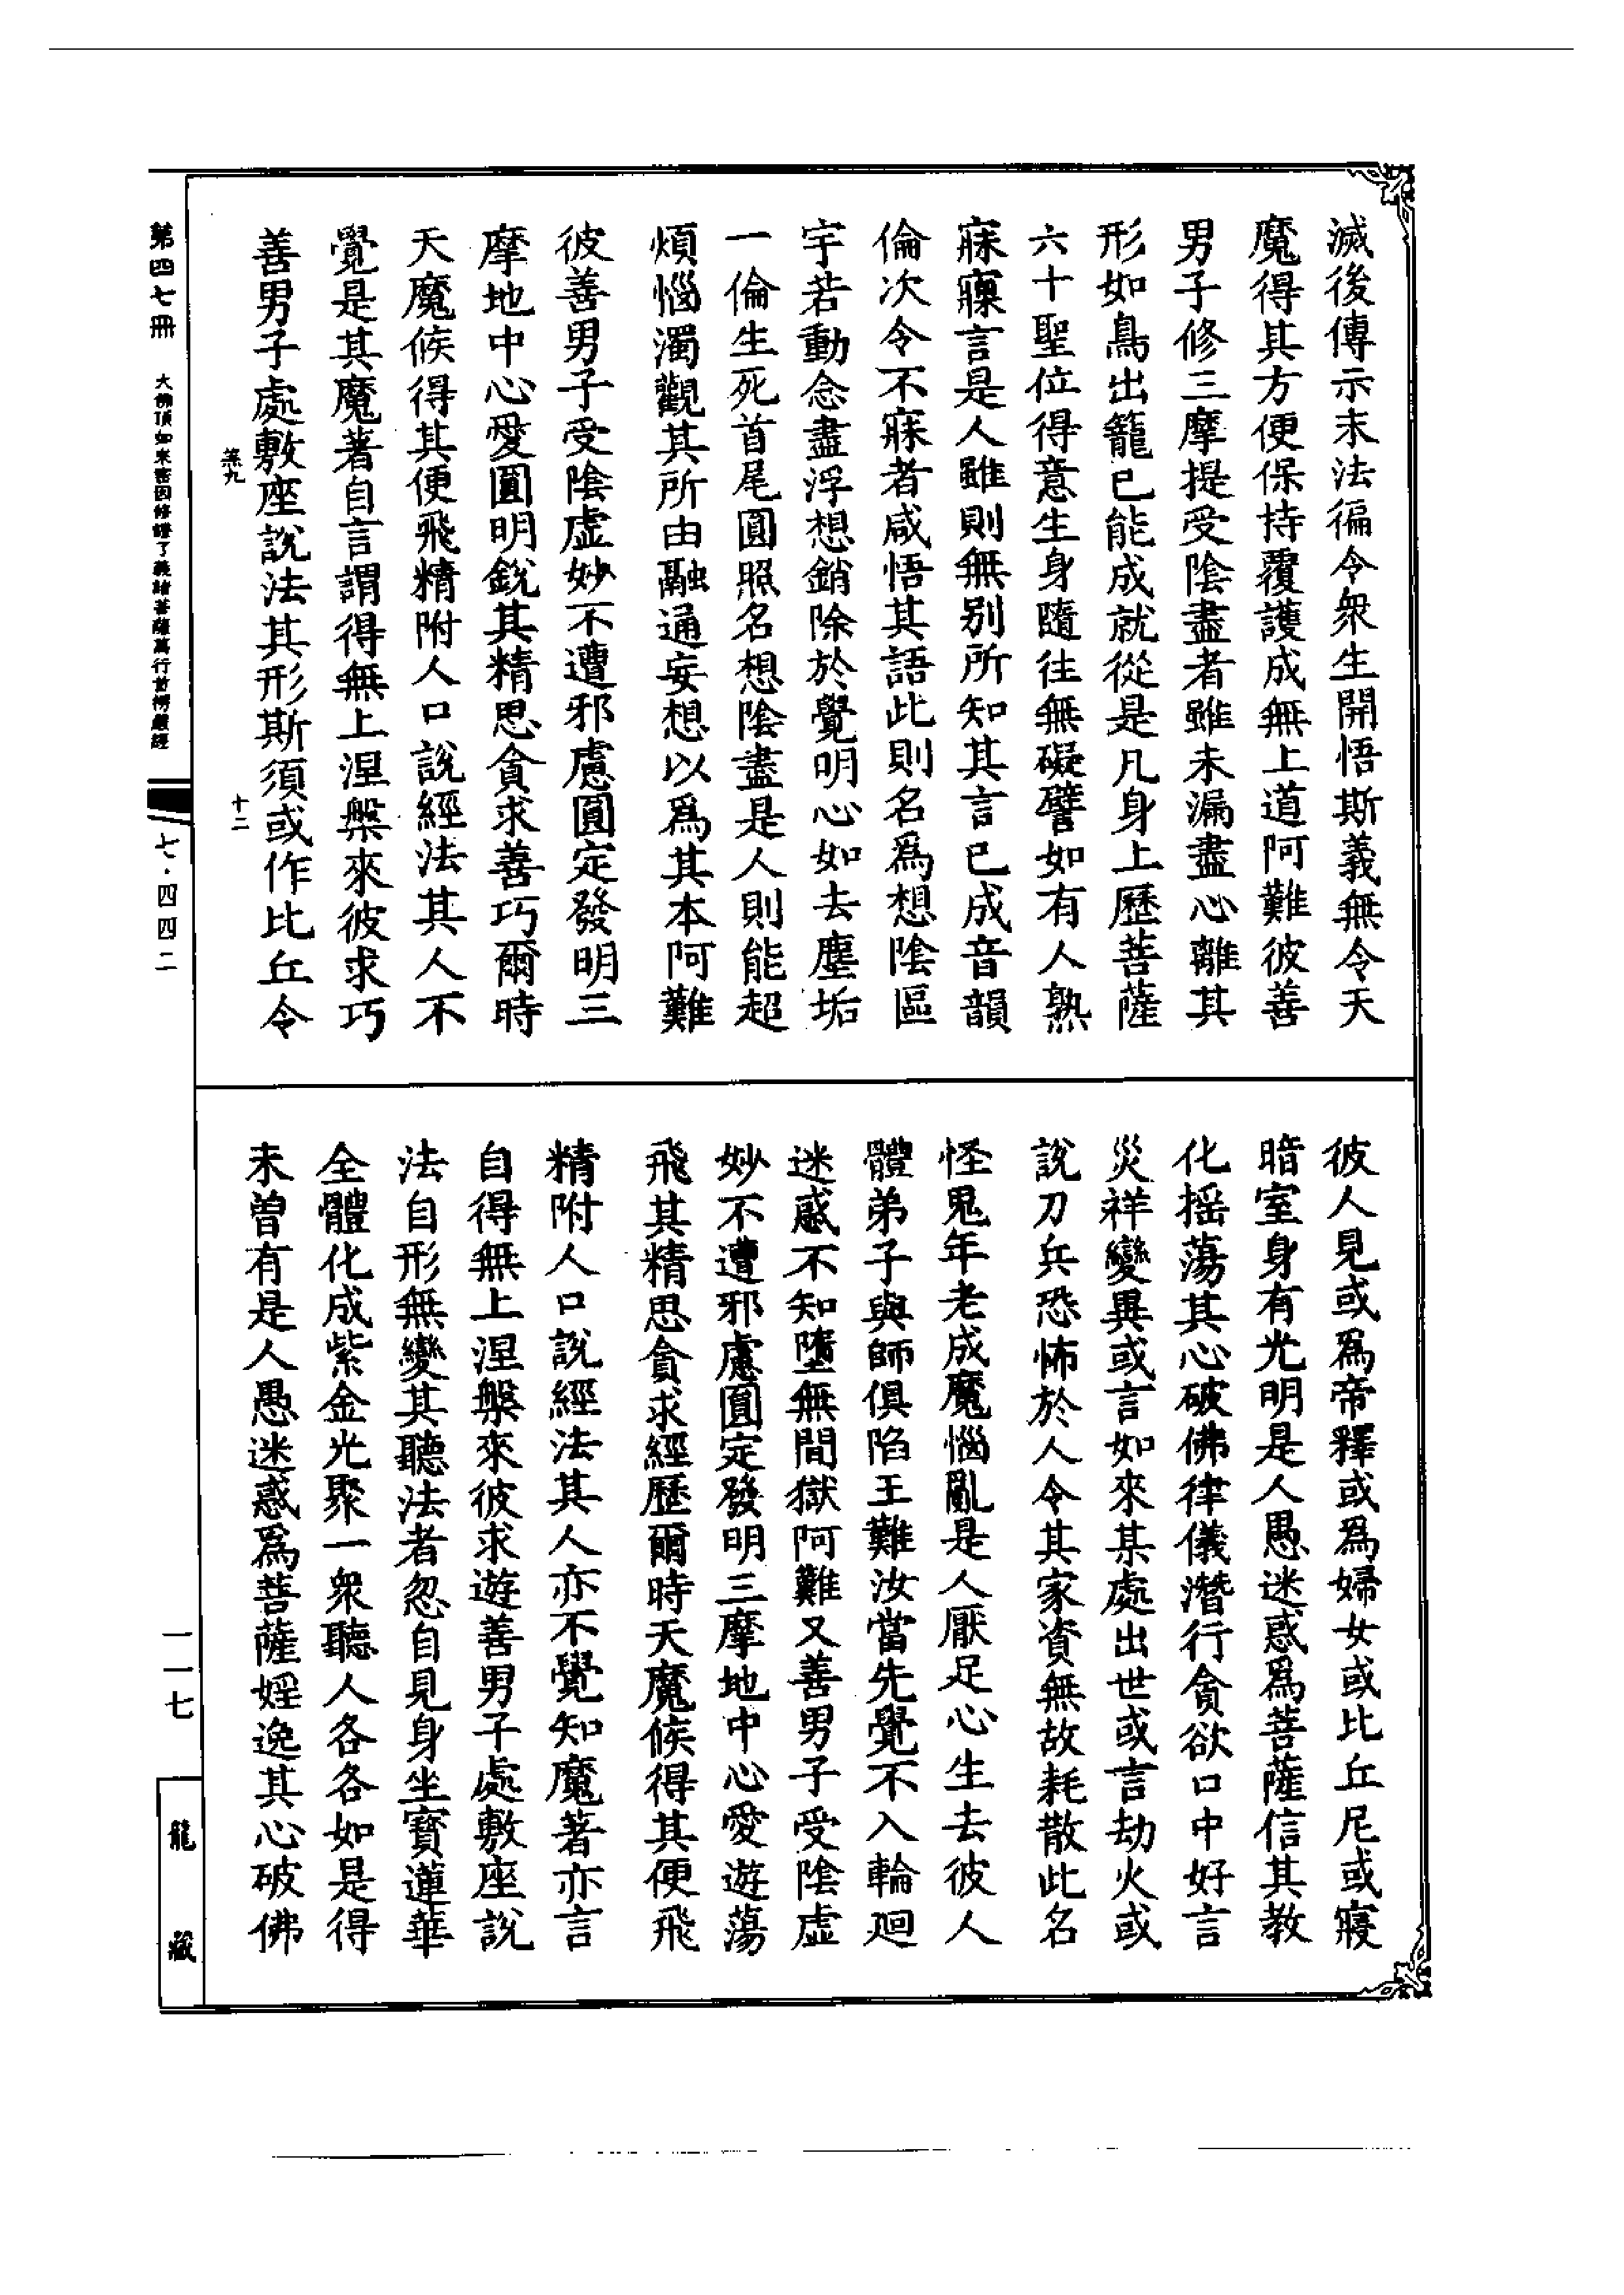 滅後傳示末法徧令衆生開悟斯義無令天
魔得其方便保持覆護成無上道阿難彼善
男子修三摩提受陰盡者雖未漏盡心離其
形如鳥出籠已能成就從是凡身上歷菩薩
六十聖位得意生身隨往無礙譬如有人熟
寐寱言是人雖則無別所知其言已成音韻
倫次令不寐者咸悟其語此則名爲想陰區
宇若動念盡浮想銷除於覺明心如去塵垢
一倫生死首尾圓照名想陰盡是人則能超
煩惱濁觀其所由融通妄想以爲其本阿難
彼善男子受陰虛妙不遭邪慮圓定發明三
摩地中心愛圓明銳其精思貪求善巧爾時
天魔候得其便飛精附人口說經法其人不
覺是其魔著自言謂得無上涅槃來彼求巧
善男子處敷座說法其形斯須或作比丘令
彼人見或爲帝釋或爲婦女或比丘尼或寢
暗室身有光明是人愚迷惑爲菩薩信其教
化摇蕩其心破佛律儀潛行貪欲口中好言
災祥變異或言如來某處出世或言劫火或
說刀兵恐怖於人令其家資無故耗散此名
怪鬼年老成魔惱亂是人厭足心生去彼人
體弟子與師俱陷王難汝當先覺不入輪迴
迷惑不知墮無間獄阿難又善男子受陰虛
妙不遭邪慮圓定發明三摩地中心愛遊蕩
飛其精思貪求經歷爾時天魔候得其便飛
精附人口說經法其人亦不覺知魔著亦言
自得無上涅槃來彼求遊善男子處敷座說
法自形無變其聽法者忽自見身坐寶蓮華
全體化成紫金光聚一衆聽人各各如是得
未曾有是人愚迷惑爲菩薩婬逸其心破佛
第四七冊 大佛頂如來密因修證了義諸菩薩萬行首楞嚴經 七·四四二
十二
一一七
龍藏